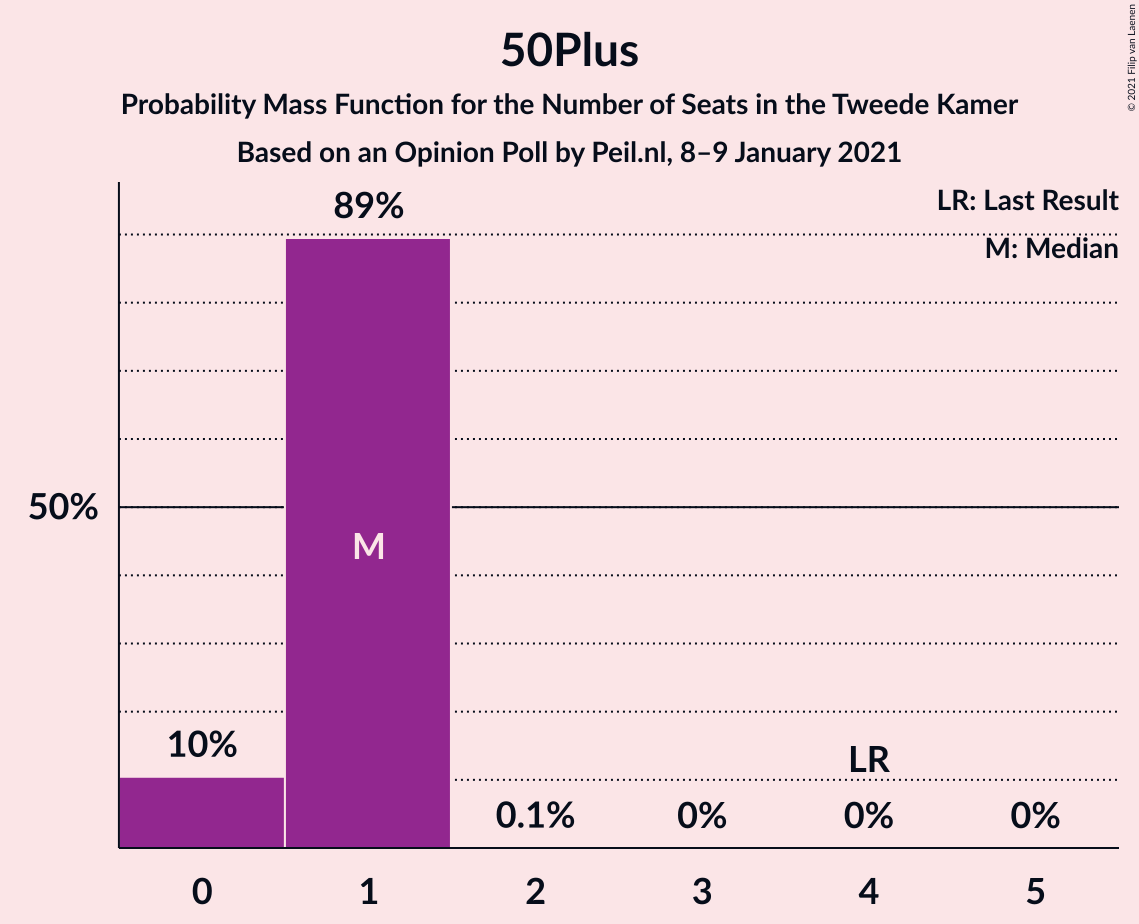 50Plus
Probability Mass Function for the Number of Seats in the Tweede Kamer
Based on an Opinion Poll by Peil.nl, 8–9 January 2021
© 2021 Filip van Laenen
LR: Last Result
M: Median
89%
50%
M
10%
LR
0.1%
0%
0%
0%
0 1 2 3 4 5